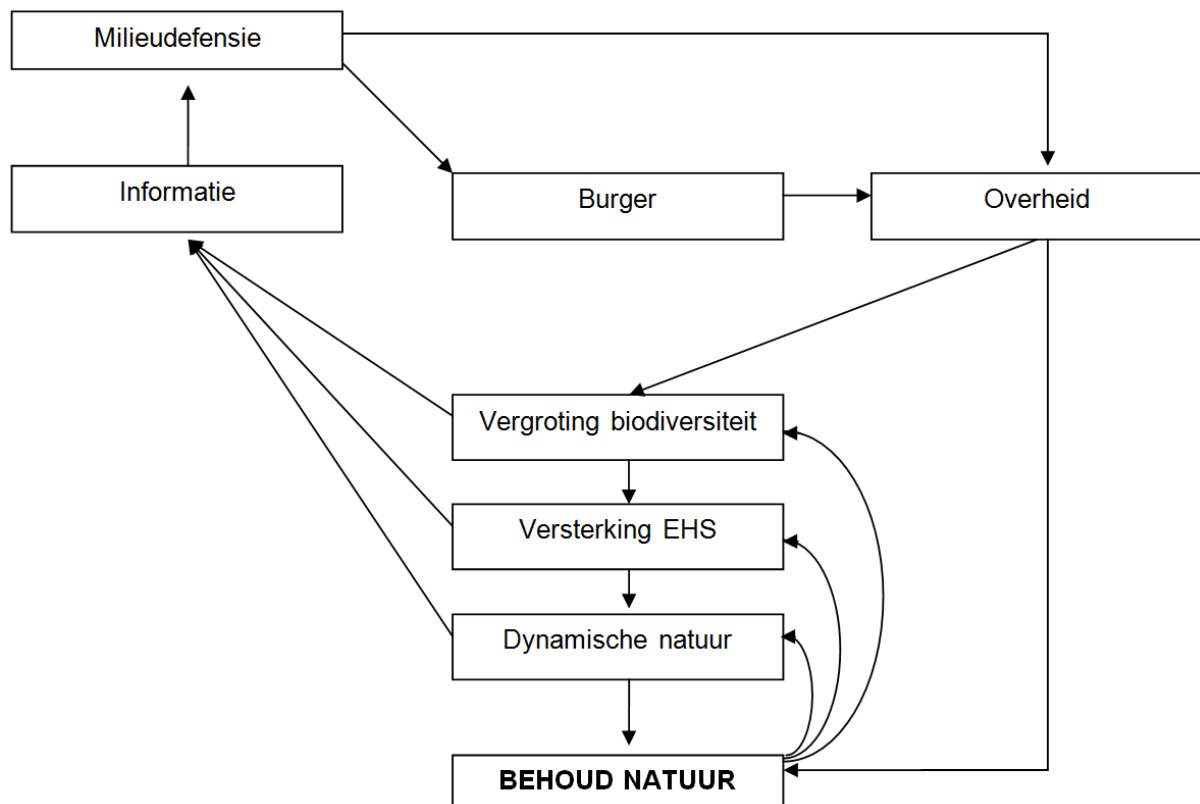 Milieudefensie
Informatie
Burger
Overheid
Vergroting biodiversiteit
Versterking EHS
Dynamische natuur
BEHOUD NATUUR